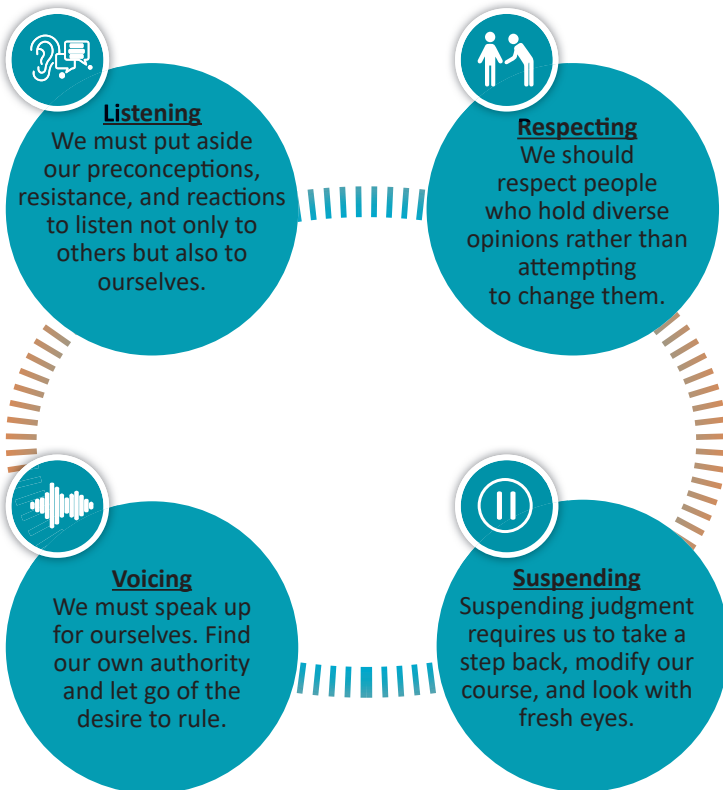 Listening
We must put aside
our preconceptions,
resistance, and reactions
to listen not only to
others but also to
ourselves.
Respecting
We should
respect people
who hold diverse
opinions rather than
attempting
to change them.
Voicing
We must speak up
for ourselves. Find
our own authority
and let go of the
desire to rule.
Suspending
Suspending judgment
requires us to take a
step back, modify our
course, and look with
fresh eyes.